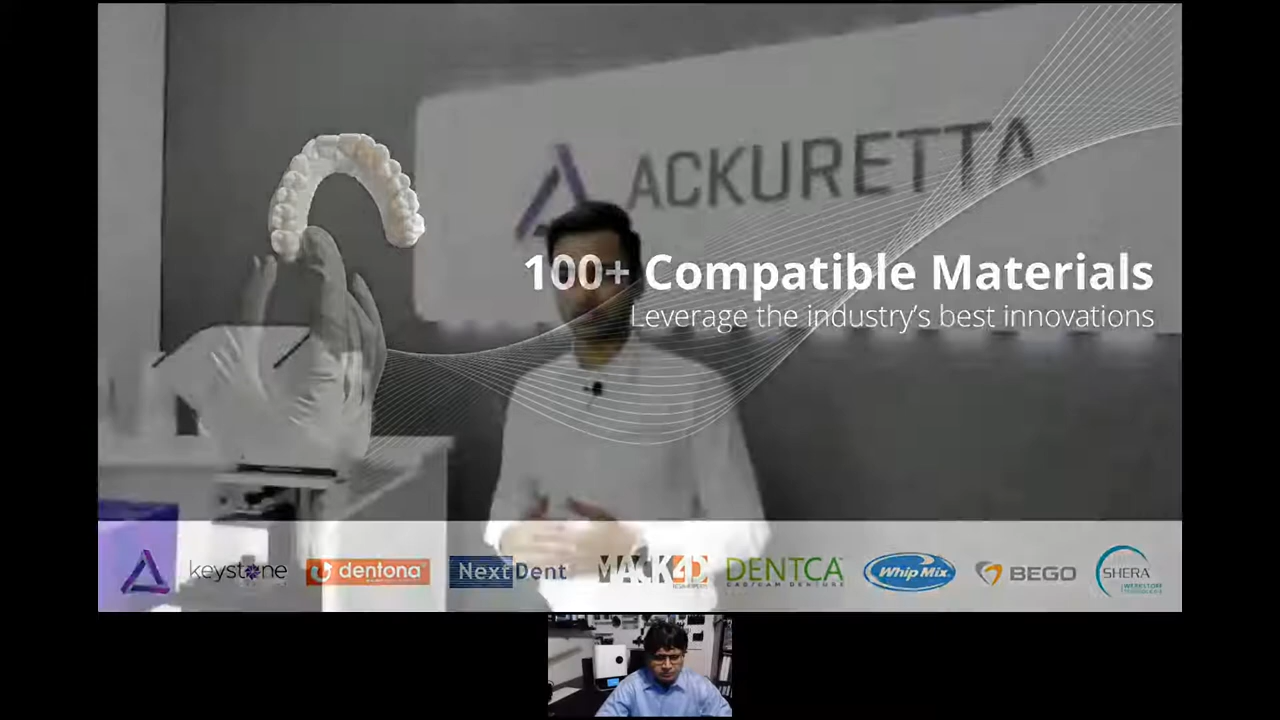 ACKURETTA
100+ Compatible Materials
Leverage the industry's best innovations
keystone
dentona
NextDent
MACK4D
DENTCA
CAD/CAM DENTURE
Whip Mix
BEGO
SHERA